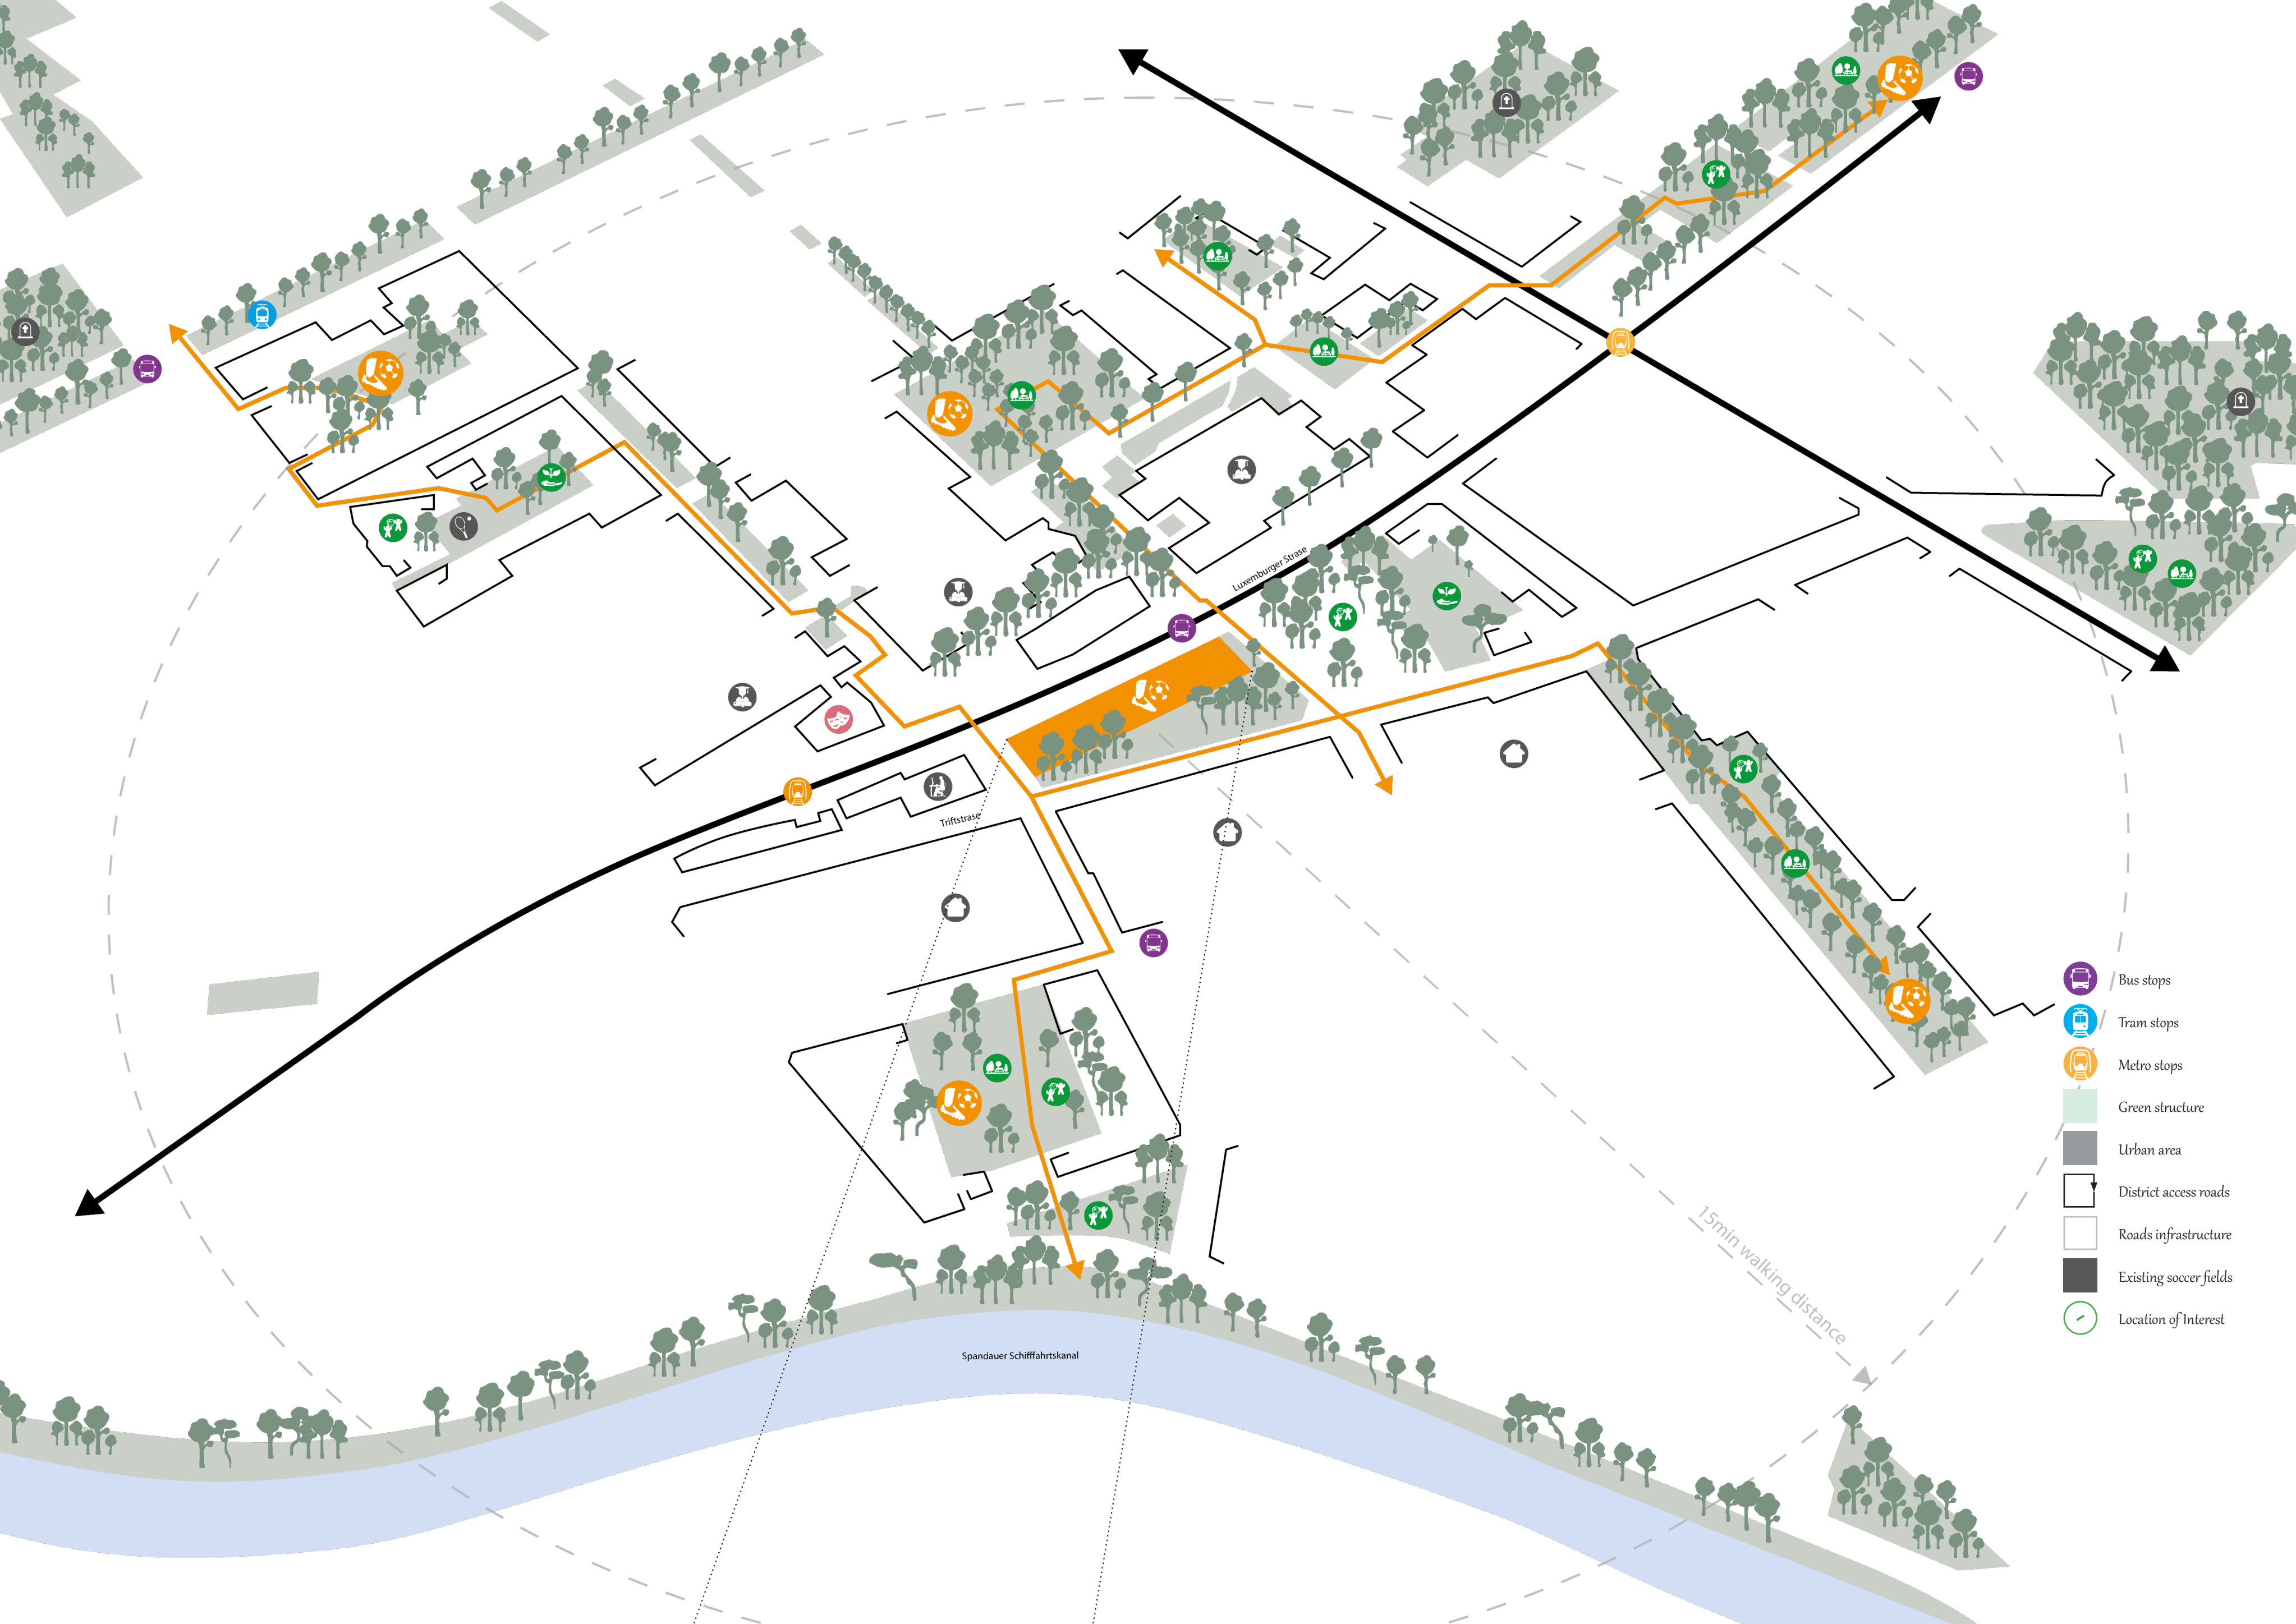 Luxemburger Strase
Triftstrase
Bus stops
Tram stops
Metro stops
Green structure
Urban area
District access roads
Roads infrastructure
Existing soccer fields
Location of Interest
15min walking distance
Spandauer Schifffahrtskanal